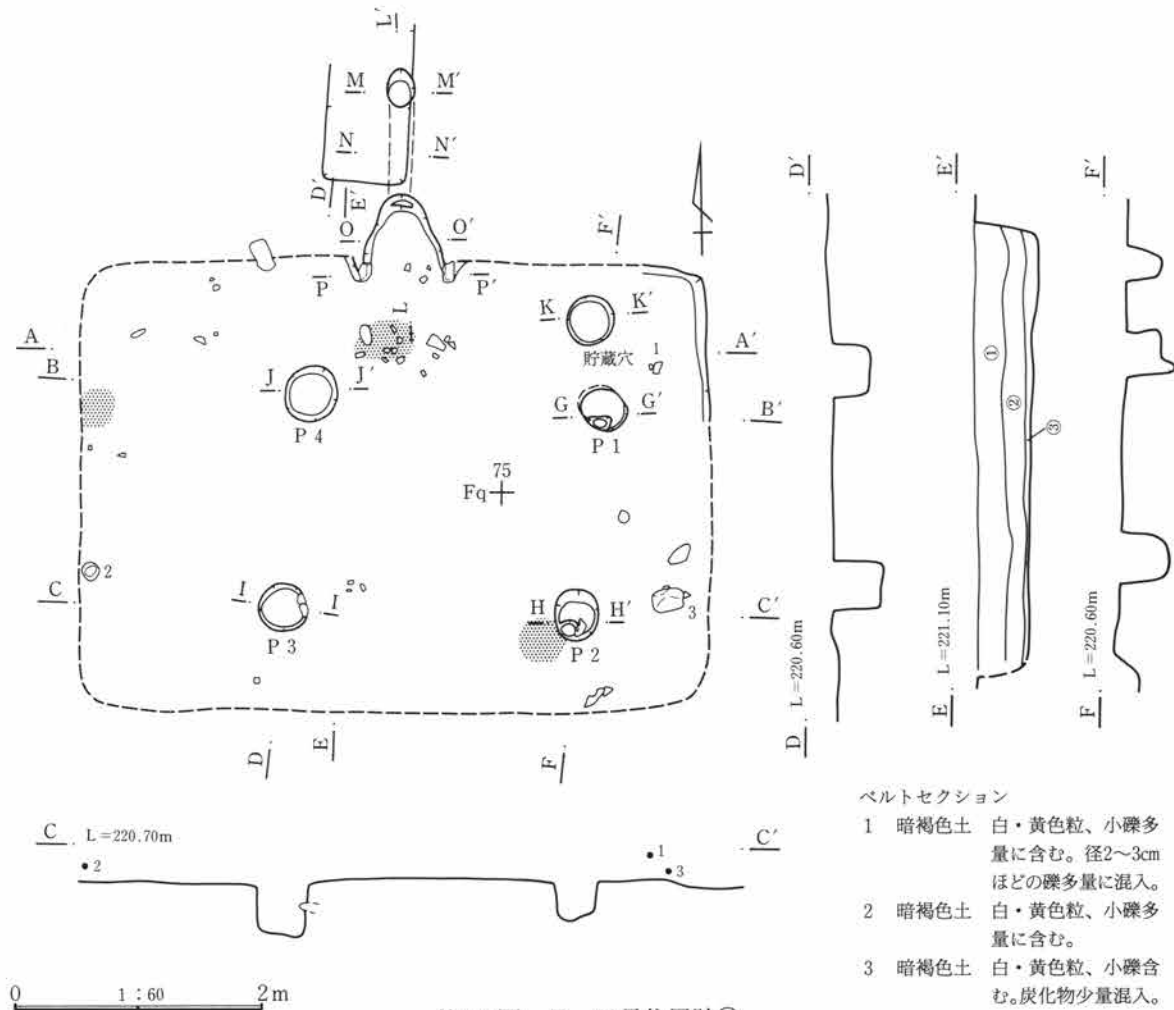 L′
M
M′
N
N′
D′
E′
O
O′
F′
P
P′
L
K
K′
貯蔵穴
A
A′
B
B′
1
J
J′
P 4
G
G′
P 1
75
Fq
2
C
C′
I
I
P 3
H
H′
P 2
3
D
E
F
D′
E′
F′
①
②
③
D L=220.60m
E L=221.10m
F L=220.60m
C L=220.70m
C′
2
1
3
0 1:60 2m
ベルトセクション
1 暗褐色土 白・黄色粒、小礫多
量に含む。径2〜3cm
ほどの礫多量に混入。
2 暗褐色土 白・黄色粒、小礫多
量に含む。
3 暗褐色土 白・黄色粒、小礫含
む。炭化物少量混入。